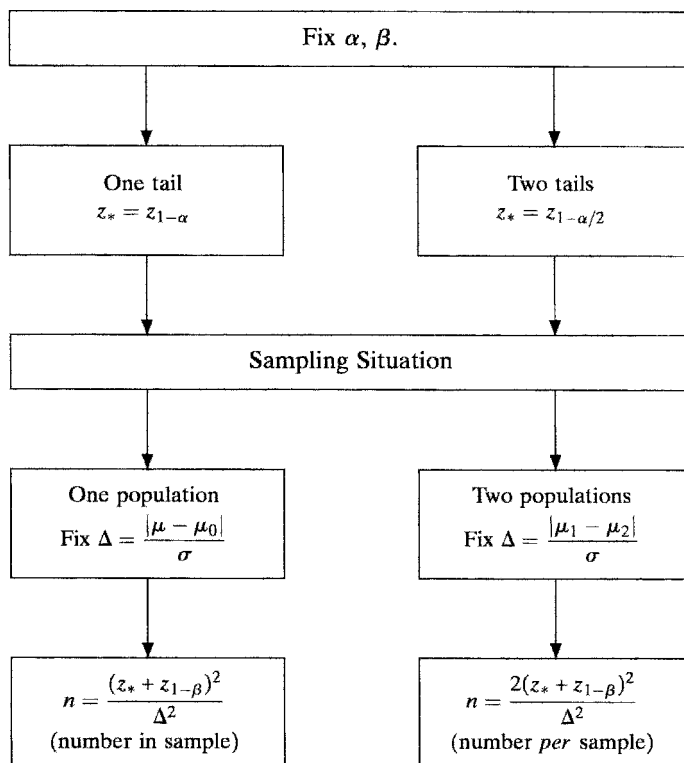 Fix α, β.
One tail
z* = z₁₋α
Two tails
z* = z₁₋α/₂
Sampling Situation
One population
Fix Δ = |μ − μ₀| / σ
Two populations
Fix Δ = |μ₁ − μ₂| / σ
n = (z* + z₁₋β)² / Δ²
(number in sample)
n = 2(z* + z₁₋β)² / Δ²
(number per sample)